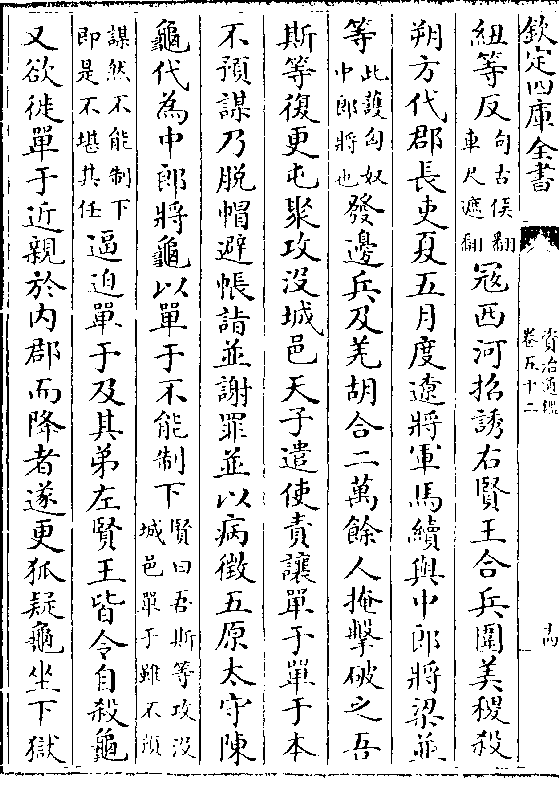 欽定四庫全書
資治通鑑
卷五十二
十四
紐等反句古侯翻
車尺遮翻寇西河招誘右賢王合兵圍美稷殺
朔方代郡長吏夏五月度遼將軍馬續與中郎將梁並
等此護匈奴
中郎將也發邊兵及羌胡合二萬餘人掩擊破之吾
斯等復更屯聚攻沒城邑天子遣使責讓單于單于本
不預謀乃脫帽避帳詣並謝罪並以病徵五原太守陳
龜代為中郎將龜以單于不能制下賢曰吾斯等攻沒
城邑單于雖不預
謀然不能制下
即是不堪其任逼迫單于及其弟左賢王皆令自殺龜
又欲徙單于近親於內郡而降者遂更狐疑龜坐下獄